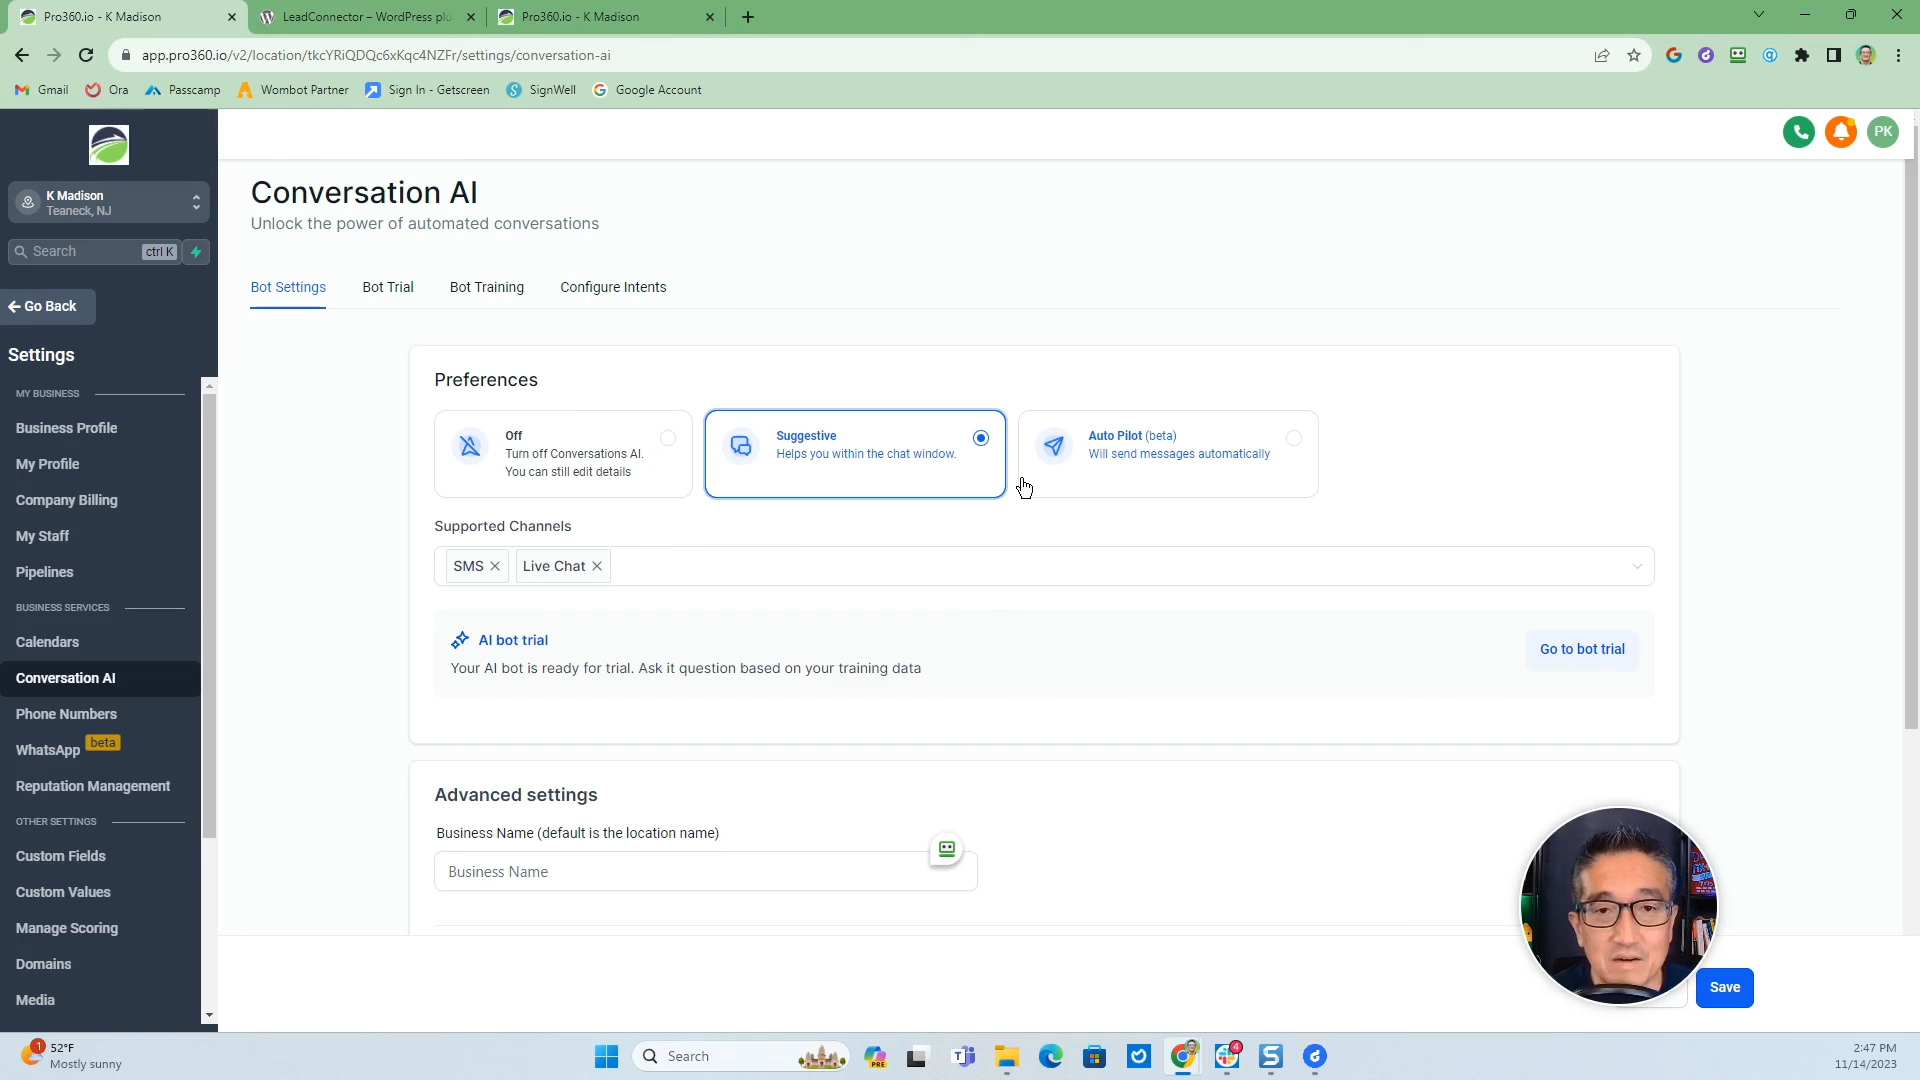 Pro360.io - K Madison
LeadConnector – WordPress plu
Pro360.io - K Madison
app.pro360.io/v2/location/tkcYRiQDQc6xKqc4NZFr/settings/conversation-ai
Gmail
Ora
Passcamp
Wombot Partner
Sign In - Getscreen
SignWell
Google Account
K Madison
Teaneck, NJ
Search
ctrl K
Go Back
Settings
MY BUSINESS
Business Profile
My Profile
Company Billing
My Staff
Pipelines
BUSINESS SERVICES
Calendars
Conversation AI
Phone Numbers
WhatsApp beta
Reputation Management
OTHER SETTINGS
Custom Fields
Custom Values
Manage Scoring
Domains
Media
PK
Conversation AI
Unlock the power of automated conversations
Bot Settings
Bot Trial
Bot Training
Configure Intents
Preferences
Off
Turn off Conversations AI.
You can still edit details
Suggestive
Helps you within the chat window.
Auto Pilot (beta)
Will send messages automatically
Supported Channels
SMS
Live Chat
AI bot trial
Your AI bot is ready for trial. Ask it question based on your training data
Go to bot trial
Advanced settings
Business Name (default is the location name)
Business Name
Save
1
52°F
Mostly sunny
Search
PRE
4
2:47 PM
11/14/2023